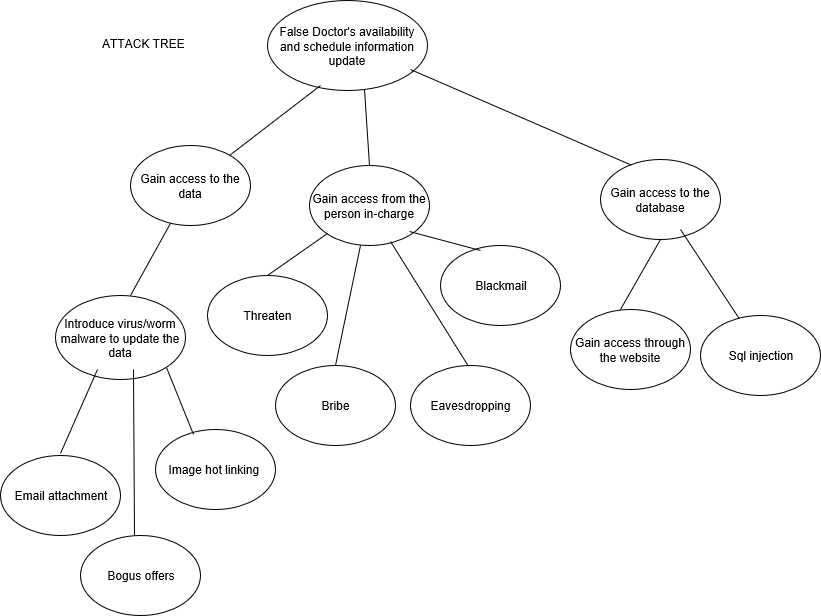 ATTACK TREE
False Doctor's availability
and schedule information
update
Gain access to the
data
Gain access from the
person in-charge
Gain access to the
database
Introduce virus/worm
malware to update the
data
Threaten
Blackmail
Gain access through
the website
Sql injection
Bribe
Eavesdropping
Image hot linking
Email attachment
Bogus offers